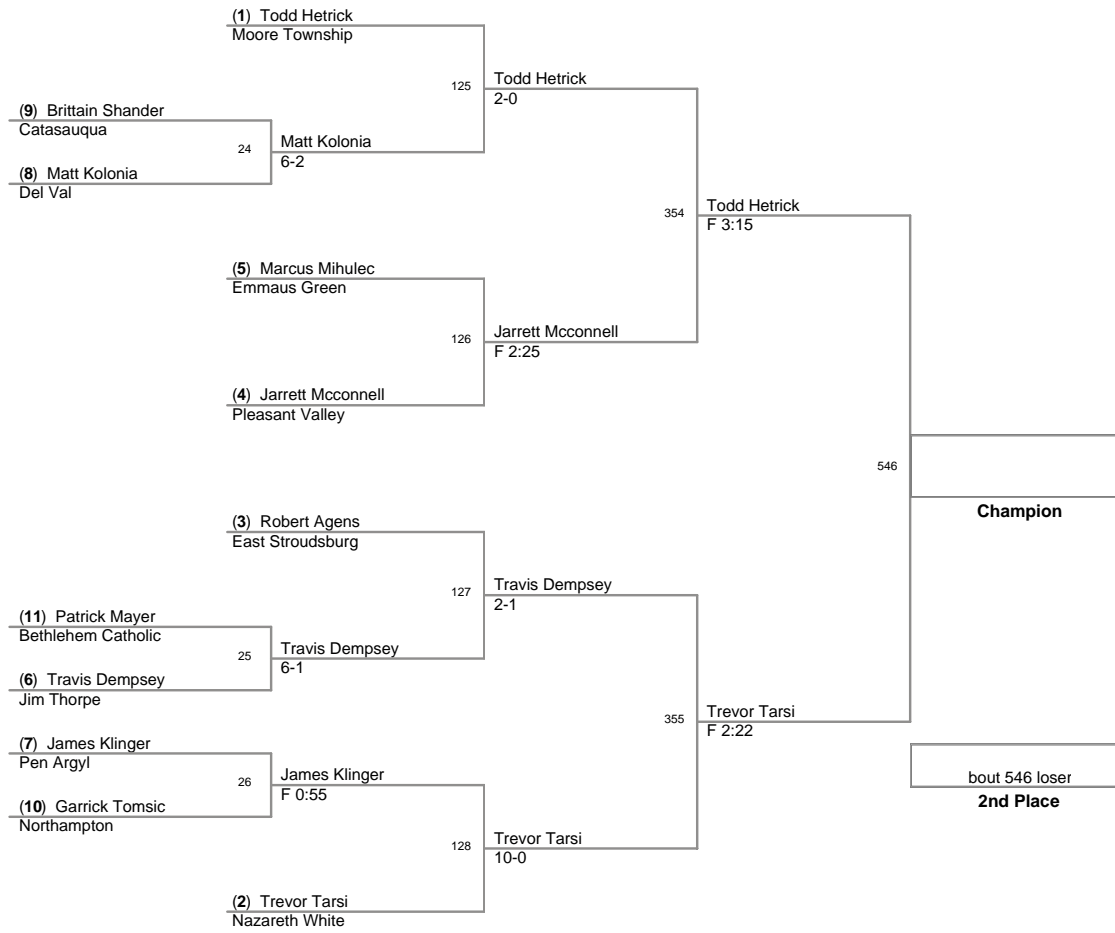 (1) Todd Hetrick
Moore Township
125
Todd Hetrick
2-0
(9) Brittain Shander
Catasauqua
24
Matt Kolonia
6-2
(8) Matt Kolonia
Del Val
354
Todd Hetrick
F 3:15
(5) Marcus Mihulec
Emmaus Green
126
Jarrett Mcconnell
F 2:25
(4) Jarrett Mcconnell
Pleasant Valley
546
Champion
(3) Robert Agens
East Stroudsburg
127
Travis Dempsey
2-1
(11) Patrick Mayer
Bethlehem Catholic
25
Travis Dempsey
6-1
(6) Travis Dempsey
Jim Thorpe
355
Trevor Tarsi
F 2:22
(7) James Klinger
Pen Argyl
26
James Klinger
F 0:55
(10) Garrick Tomsic
Northampton
bout 546 loser
2nd Place
128
Trevor Tarsi
10-0
(2) Trevor Tarsi
Nazareth White